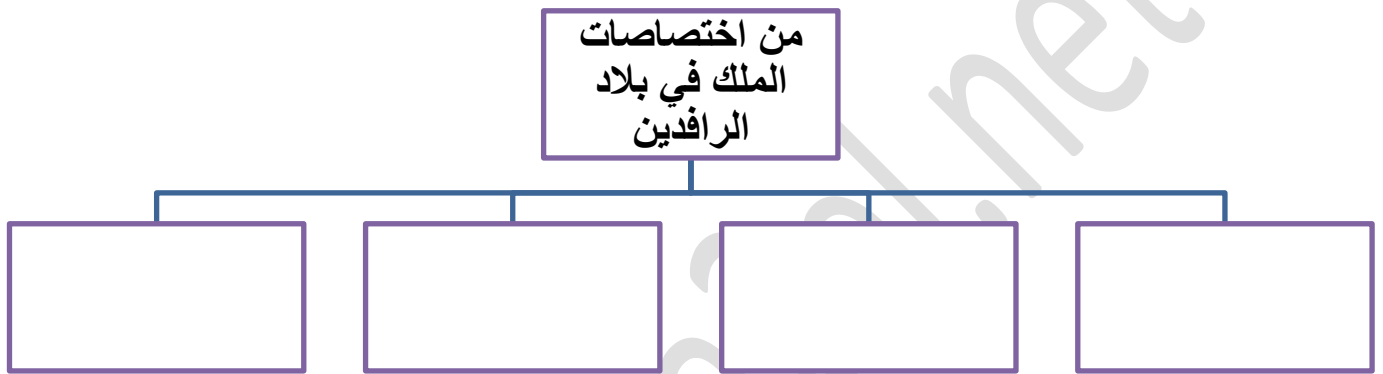 من اختصاصات
الملك في بلاد
الرافدين